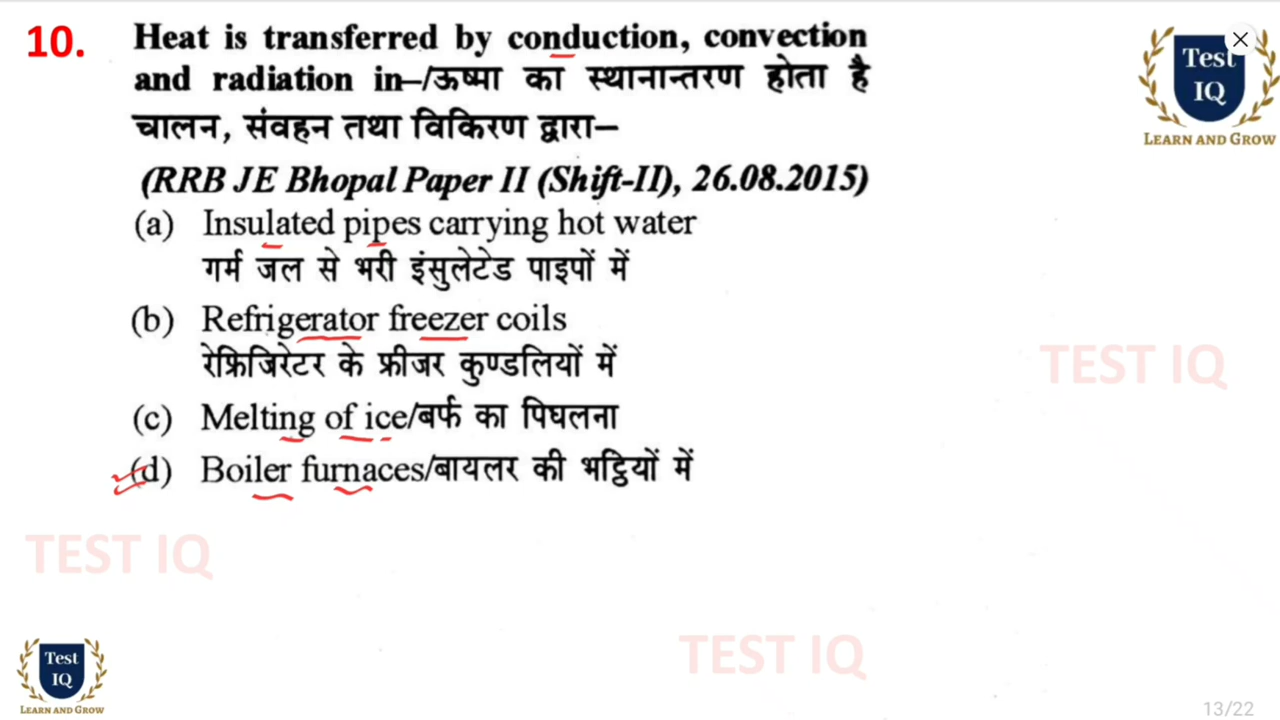 10.
Heat is transferred by conduction, convection
and radiation in–/ऊष्मा का स्थानान्तरण होता है
चालन, संवहन तथा विकिरण द्वारा–
(RRB JE Bhopal Paper II (Shift-II), 26.08.2015)
(a) Insulated pipes carrying hot water
गर्म जल से भरी इंसुलेटेड पाइपों में
(b) Refrigerator freezer coils
रेफ्रिजिरेटर के फ्रीजर कुण्डलियों में
(c) Melting of ice/बर्फ का पिघलना
(d) Boiler furnaces/बायलर की भट्ठियों में
Test
IQ
LEARN AND GROW
TEST IQ
TEST IQ
TEST IQ
Test
IQ
LEARN AND GROW
13/22